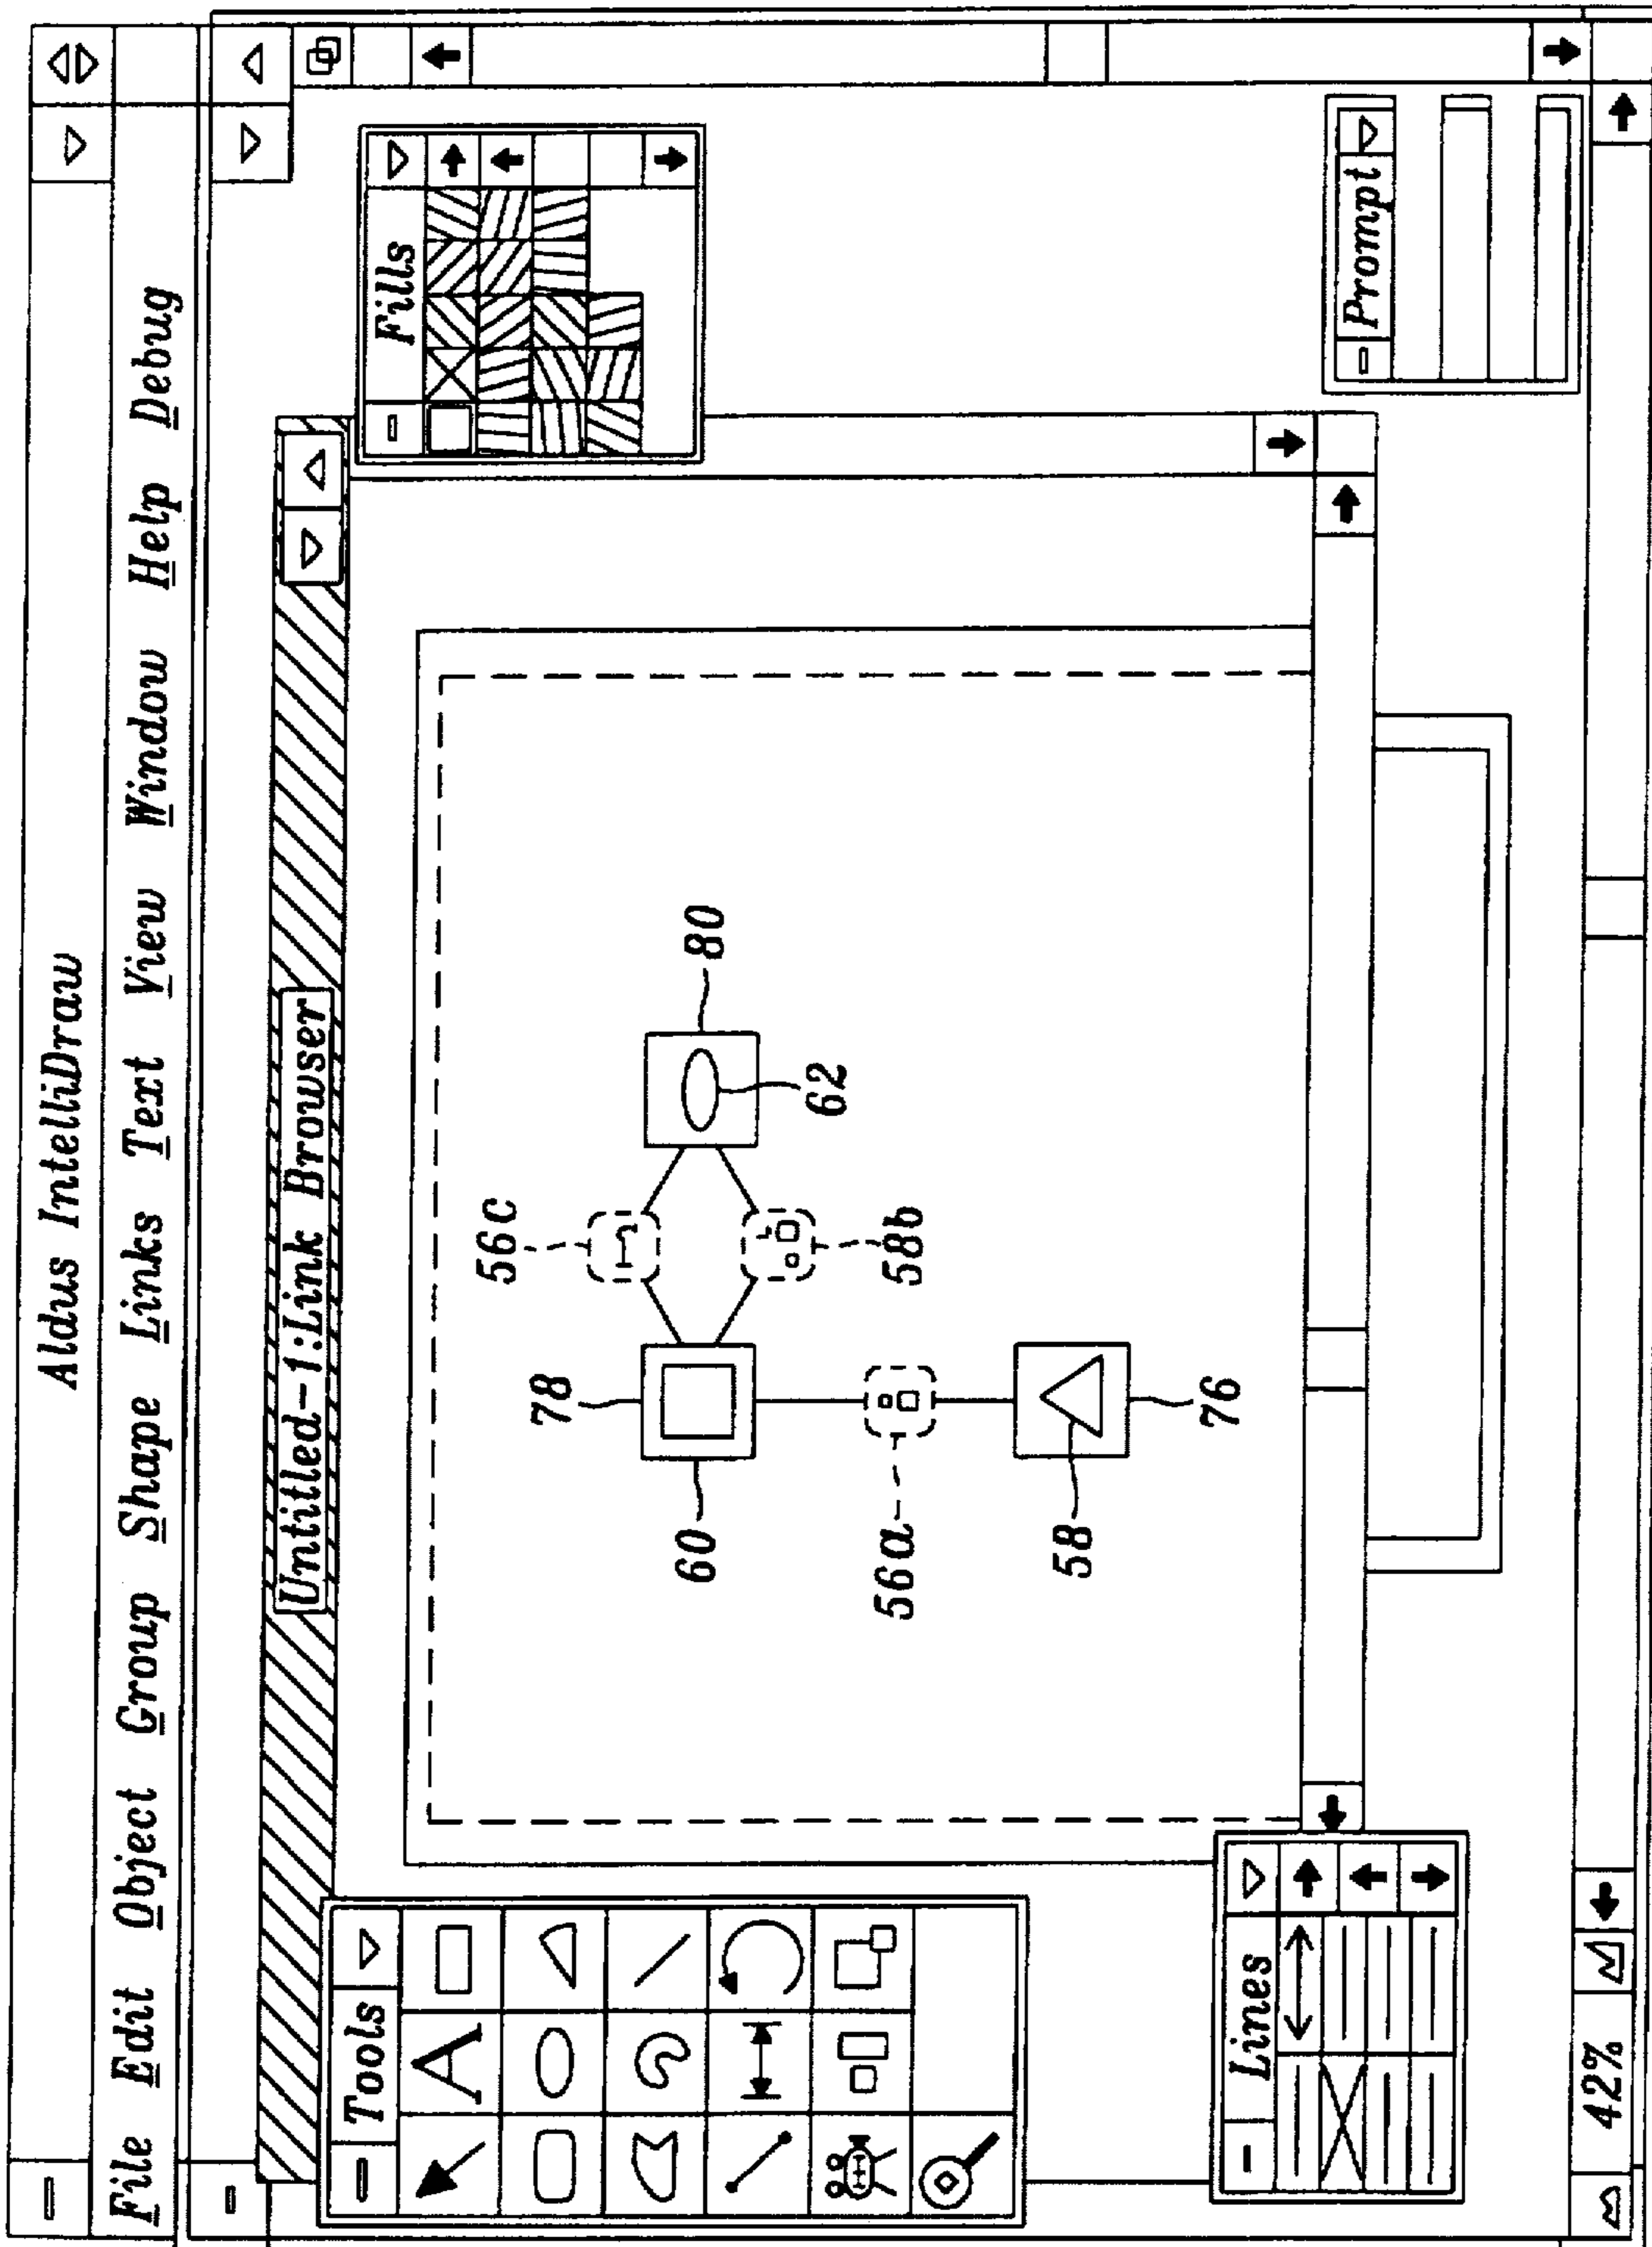 Aldus IntelliDraw
File Edit Object Group Shape Links Text View Window Help Debug
Untitled-1:Link Browser
Tools
A
Fills
56c
78
80
60
62
58b
56a
58
76
Lines
Prompt
42%